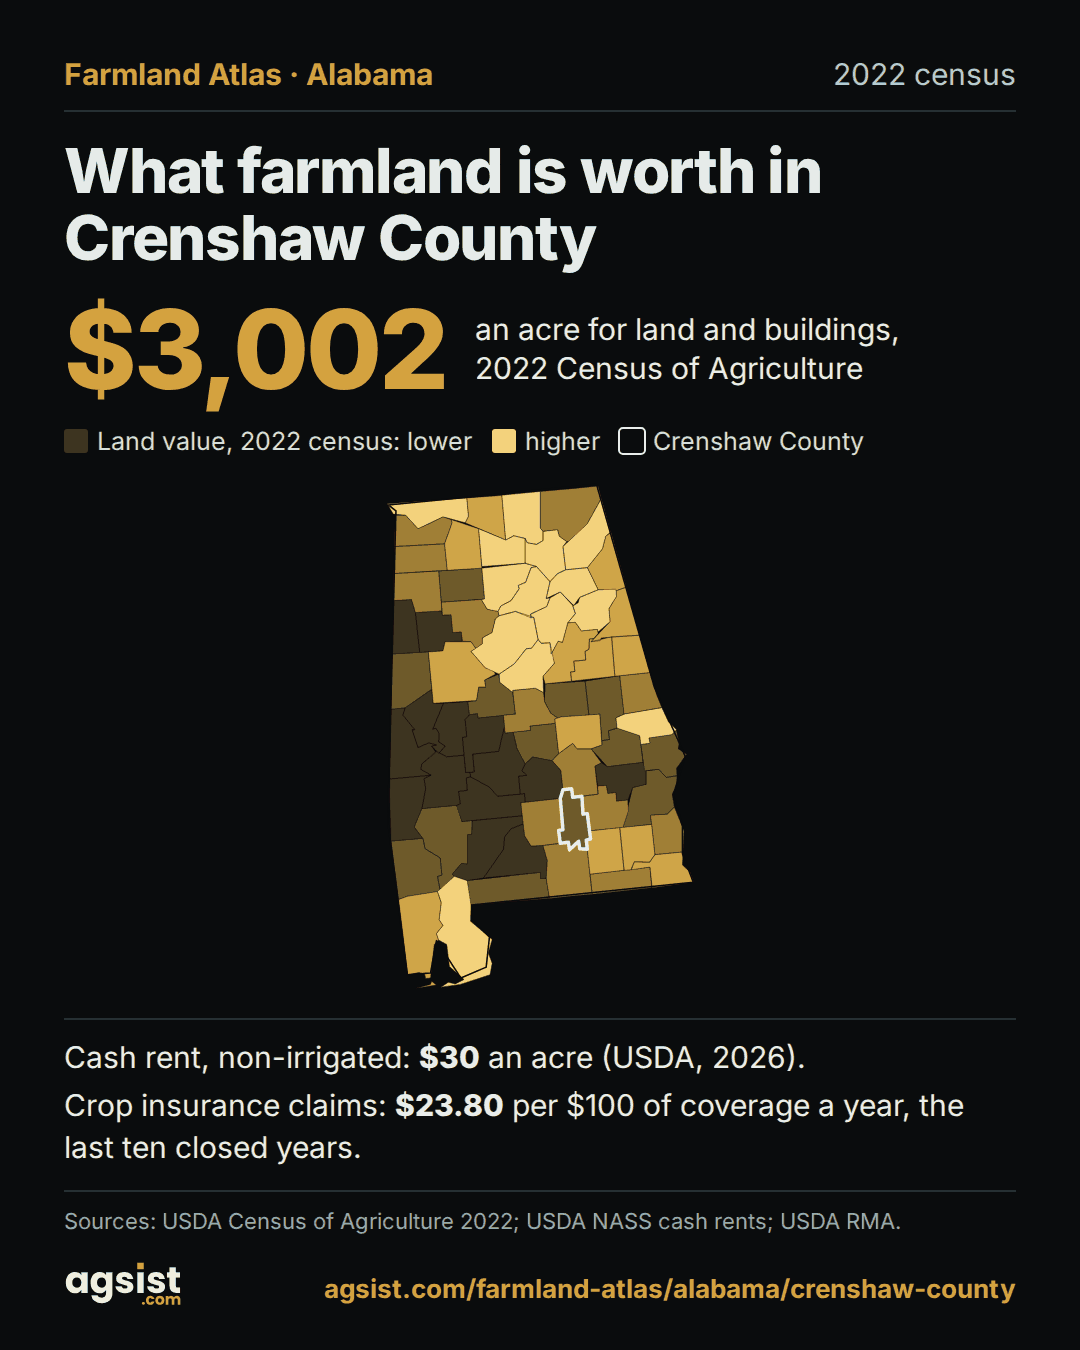 Farmland Atlas · Alabama
2022 census
What farmland is worth in
Crenshaw County
$3,002
an acre for land and buildings,
2022 Census of Agriculture
Land value, 2022 census: lower
higher
Crenshaw County
Cash rent, non-irrigated: $30 an acre (USDA, 2026).
Crop insurance claims: $23.80 per $100 of coverage a year, the
last ten closed years.
Sources: USDA Census of Agriculture 2022; USDA NASS cash rents; USDA RMA.
agsist
.com
agsist.com/farmland-atlas/alabama/crenshaw-county